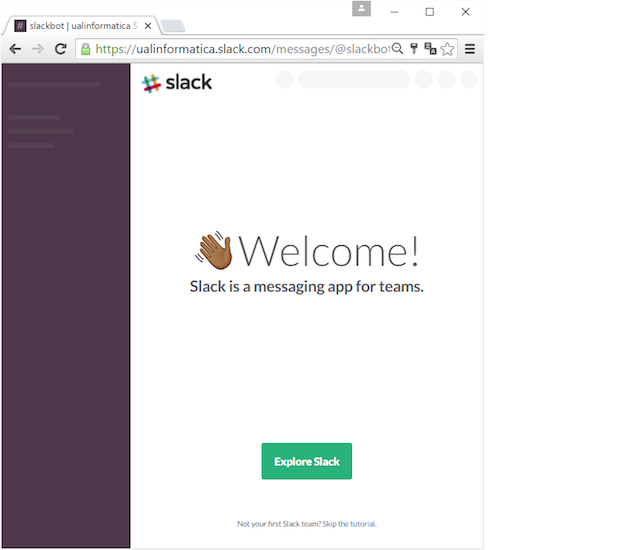 slackbot | ualinformatica S
https://ualinformatica.slack.com/messages/@slackbot
slack
Welcome!
Slack is a messaging app for teams.
Explore Slack
Not your first Slack team? Skip the tutorial.